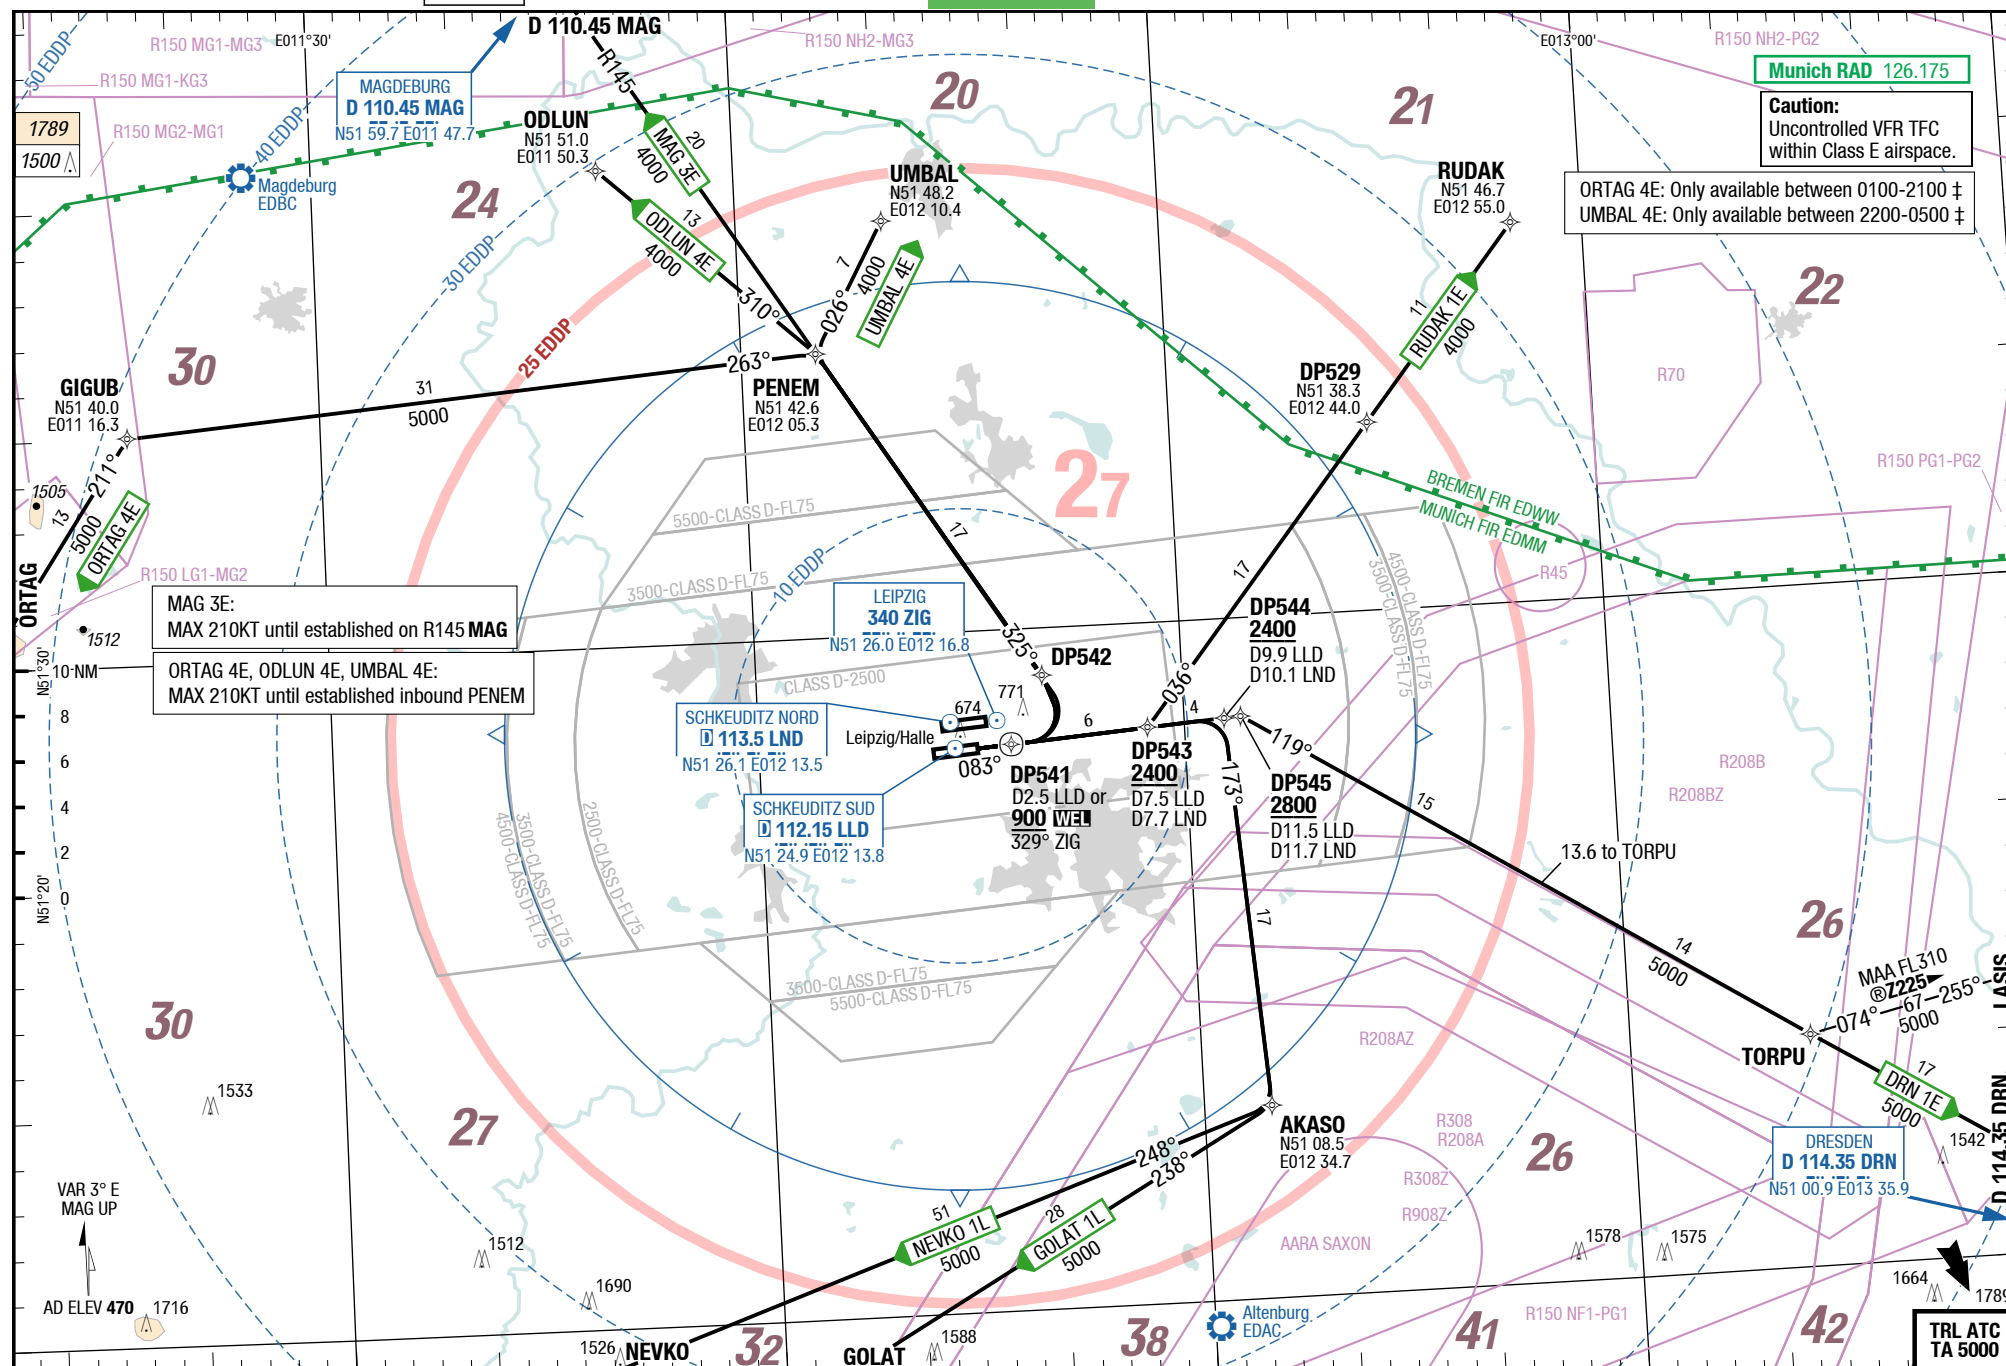 D 110.45 MAG
R150 MG1-MG3
E011°30'
R150 NH2-MG3
E013°00'
R150 NH2-PG2
50 EDDP
R150 MG1-KG3
MAGDEBURG
D 110.45 MAG
N51 59.7 E011 47.7
R145
Munich RAD 126.175
Caution:
Uncontrolled VFR TFC
within Class E airspace.
1789
1500
R150 MG2-MG1
40 EDDP
ODLUN
N51 51.0
E011 50.3
20
MAG 3E
4000
20
21
Magdeburg
EDBC
24
UMBAL
N51 48.2
E012 10.4
RUDAK
N51 46.7
E012 55.0
ORTAG 4E: Only available between 0100-2100 ‡
UMBAL 4E: Only available between 2200-0500 ‡
30 EDDP
13
ODLUN 4E
4000
310°
7
026°
4000
UMBAL 4E
11
RUDAK 1E
4000
22
25 EDDP
30
263°
PENEM
N51 42.6
E012 05.3
R70
GIGUB
N51 40.0
E011 16.3
31
5000
DP529
N51 38.3
E012 44.0
27
R150 PG1-PG2
1505
211°
13
5000
ORTAG 4E
ORTAG
5500-CLASS D-FL75
17
BREMEN FIR EDWW
MUNICH FIR EDMM
R45
R150 LG1-MG2
1512
MAG 3E:
MAX 210KT until established on R145 MAG
ORTAG 4E, ODLUN 4E, UMBAL 4E:
MAX 210KT until established inbound PENEM
3500-CLASS D-FL75
10 EDDP
17
4500-CLASS D-FL75
3500-CLASS D-FL75
LEIPZIG
340 ZIG
N51 26.0 E012 16.8
325°
DP542
036°
DP544
2400
D9.9 LLD
D10.1 LND
N51°30'
10 NM
8
6
4
2
0
N51°20'
CLASS D-2500
771
674
SCHKEUDITZ NORD
D 113.5 LND
N51 26.1 E012 13.5
Leipzig/Halle
083°
6
4
DP541
D2.5 LLD or
900 WEL
329° ZIG
DP543
2400
D7.5 LLD
D7.7 LND
173°
119°
DP545
2800
D11.5 LLD
D11.7 LND
SCHKEUDITZ SUD
D 112.15 LLD
N51 24.9 E012 13.8
R208B
R208BZ
15
13.6 to TORPU
2500-CLASS D-FL75
3500-CLASS D-FL75
4500-CLASS D-FL75
17
14
5000
26
3500-CLASS D-FL75
5500-CLASS D-FL75
MAA FL310
®Z225
074°
67
255°
5000
LASIS
30
R208AZ
TORPU
17
DRN 1E
5000
D 114.35 DRN
1533
27
AKASO
N51 08.5
E012 34.7
R308
R208A
26
R308Z
R908Z
AARA SAXON
1542
DRESDEN
D 114.35 DRN
N51 00.9 E013 35.9
248°
238°
51
NEVKO 1L
5000
28
GOLAT 1L
5000
VAR 3° E
MAG UP
AD ELEV 470
1716
1512
1690
1578
1575
1664
1789
Altenburg
EDAC
R150 NF1-PG1
1526
NEVKO
32
GOLAT
1588
38
41
42
TRL ATC
TA 5000